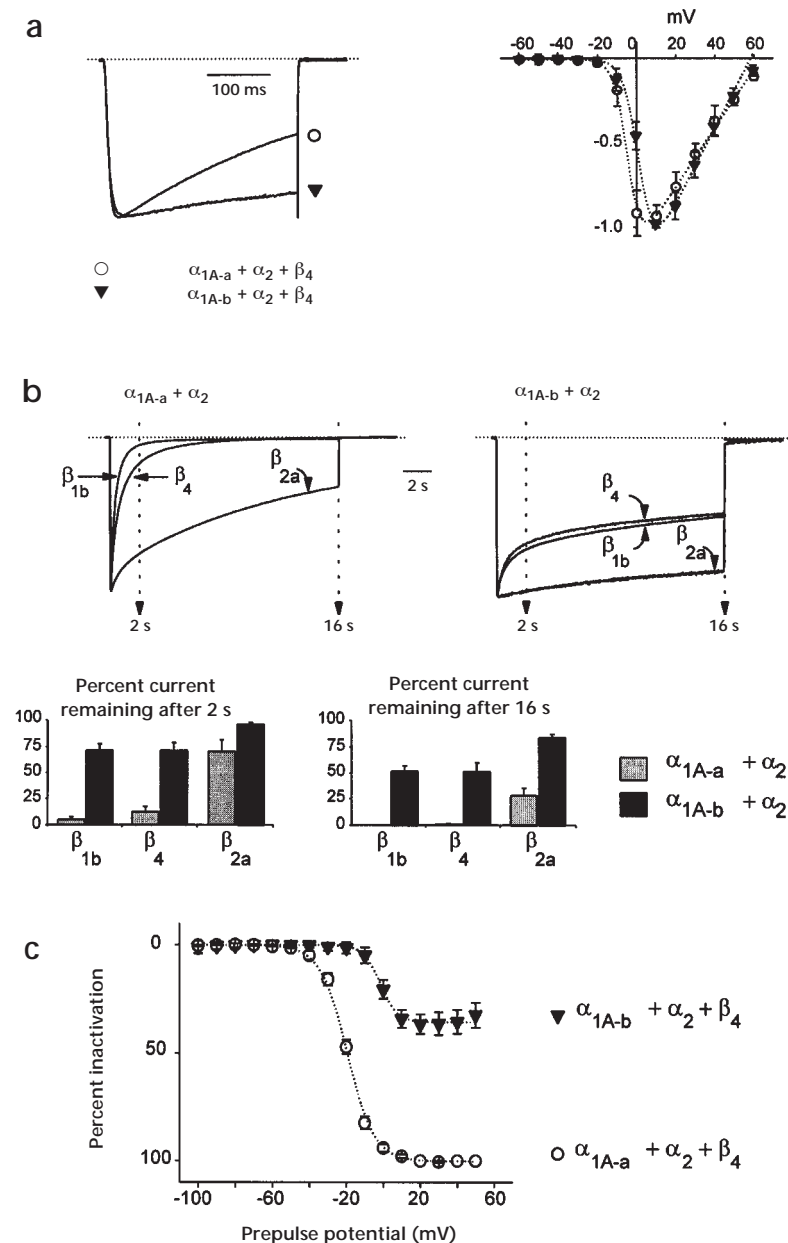 a
100 ms
○ α1A-a + α2 + β4
▼ α1A-b + α2 + β4
mV
-60 -40 -20 0 20 40 60
-0.5
-1.0
b
α1A-a + α2
β1b
β4
β2a
2 s
16 s
2 s
α1A-b + α2
β4
β1b
β2a
2 s
16 s
Percent current
remaining after 2 s
100
75
50
25
0
β1b β4 β2a
Percent current
remaining after 16 s
100
75
50
25
0
β1b β4 β2a
α1A-a + α2
α1A-b + α2
c
Percent inactivation
0
50
100
-100 -60 -20 20 60
Prepulse potential (mV)
▼ α1A-b + α2 + β4
○ α1A-a + α2 + β4